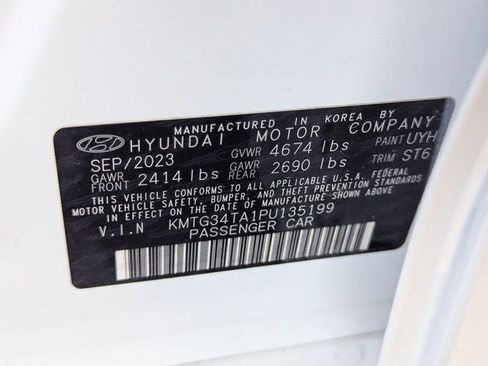 MANUFACTURED IN KOREA BY
HYUNDAI MOTOR COMPANY
SEP/2023 GVWR 4674 lbs PAINT UYH
GAWR FRONT 2414 lbs GAWR REAR 2690 lbs TRIM ST6
THIS VEHICLE CONFORMS TO ALL APPLICABLE U.S.A. FEDERAL
MOTOR VEHICLE SAFETY, BUMPER, AND THEFT PREVENTION STANDARDS
IN EFFECT ON THE DATE OF MANUFACTURE SHOWN ABOVE.
V.I.N KMTG34TA1PU135199
PASSENGER CAR